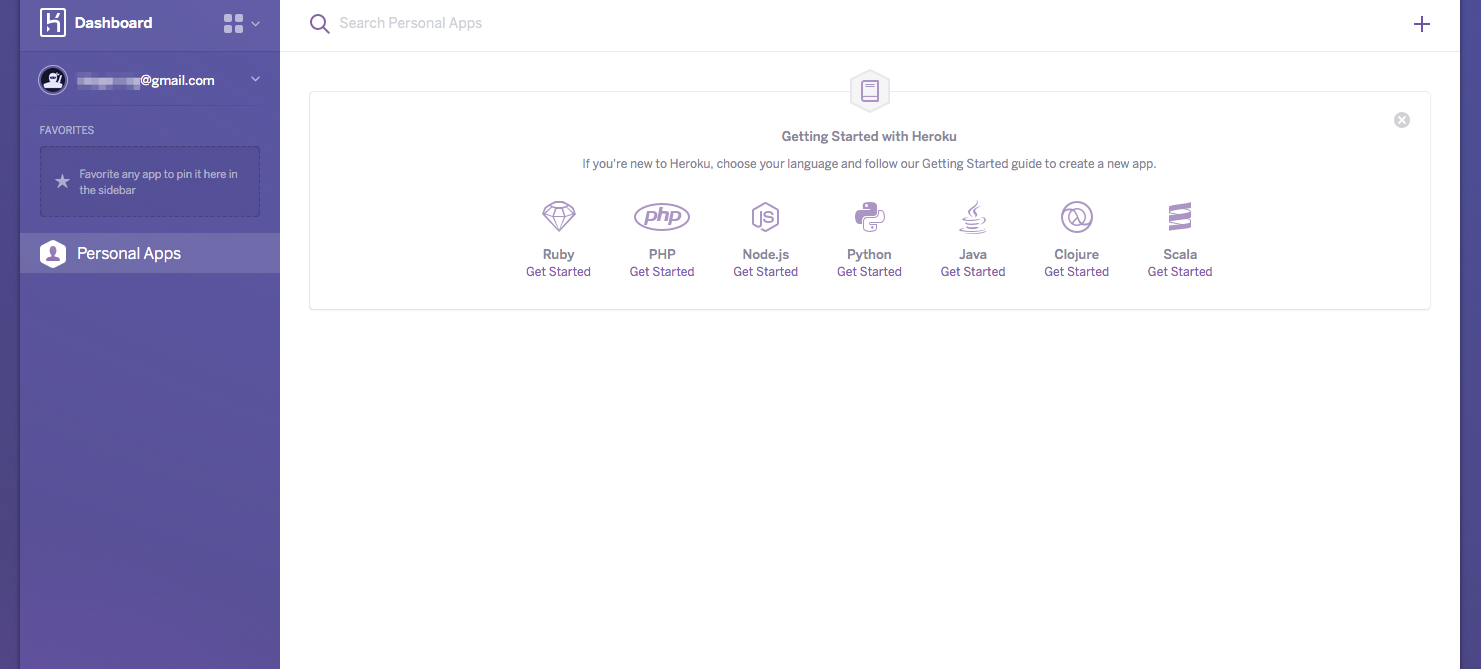 Dashboard
Search Personal Apps
@gmail.com
FAVORITES
Favorite any app to pin it here in
the sidebar
Personal Apps
Getting Started with Heroku
If you're new to Heroku, choose your language and follow our Getting Started guide to create a new app.
php
JS
Ruby
PHP
Node.js
Python
Java
Clojure
Scala
Get Started
Get Started
Get Started
Get Started
Get Started
Get Started
Get Started